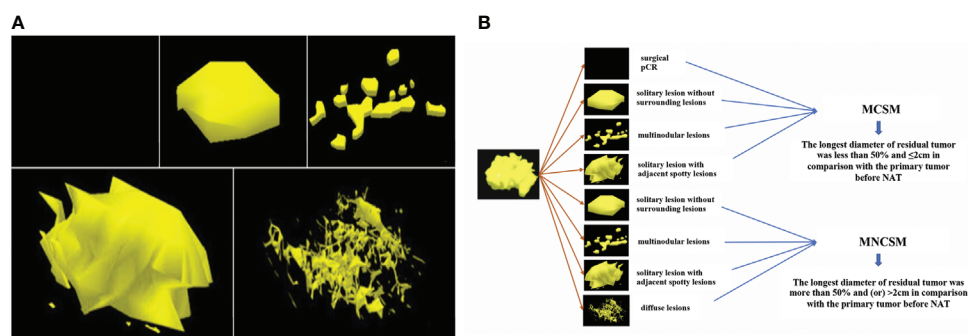 A
B
surgical
pCR
solitary lesion without
surrounding lesions
multinodular lesions
solitary lesion with
adjacent spotty lesions
solitary lesion without
surrounding lesions
multinodular lesions
solitary lesion with
adjacent spotty lesions
diffuse lesions
MCSM
The longest diameter of residual tumor
was less than 50% and ≤2cm in
comparison with the primary tumor
before NAT
MNCSM
The longest diameter of residual tumor was
more than 50% and (or) >2cm in comparison
with the primary tumor before NAT